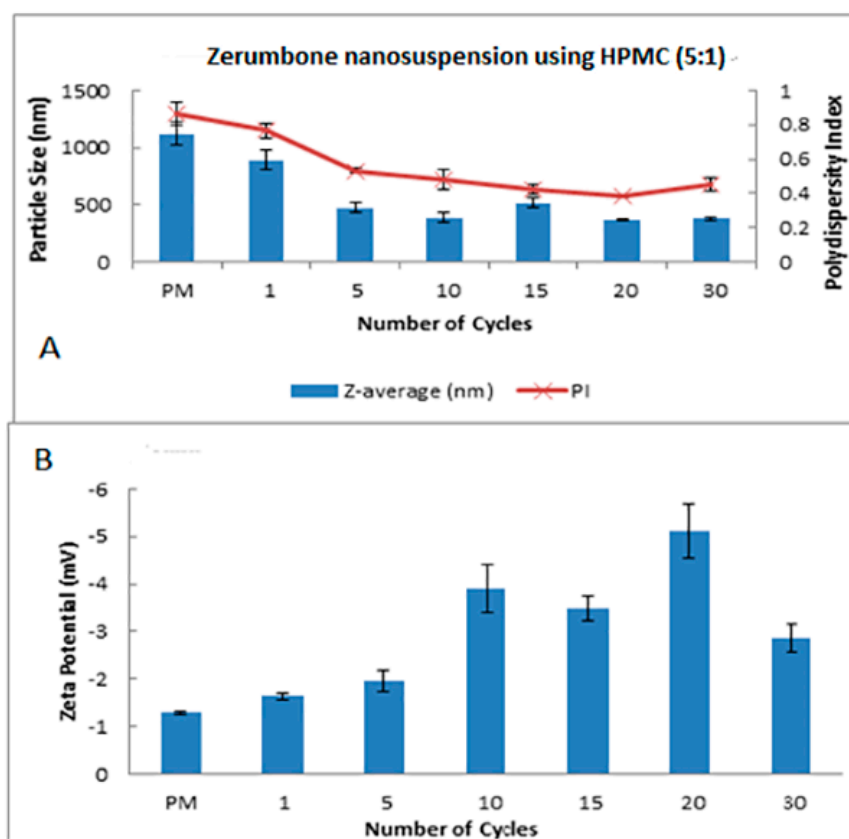 Zerumbone nanosuspension using HPMC (5:1)
1500
1000
500
0
Particle Size (nm)
1
0.8
0.6
0.4
0.2
0
Polydispersity Index
PM 1 5 10 15 20 30
Number of Cycles
A
Z-average (nm) PI
B
-6
-5
-4
-3
-2
-1
0
Zeta Potential (mV)
PM 1 5 10 15 20 30
Number of Cycles